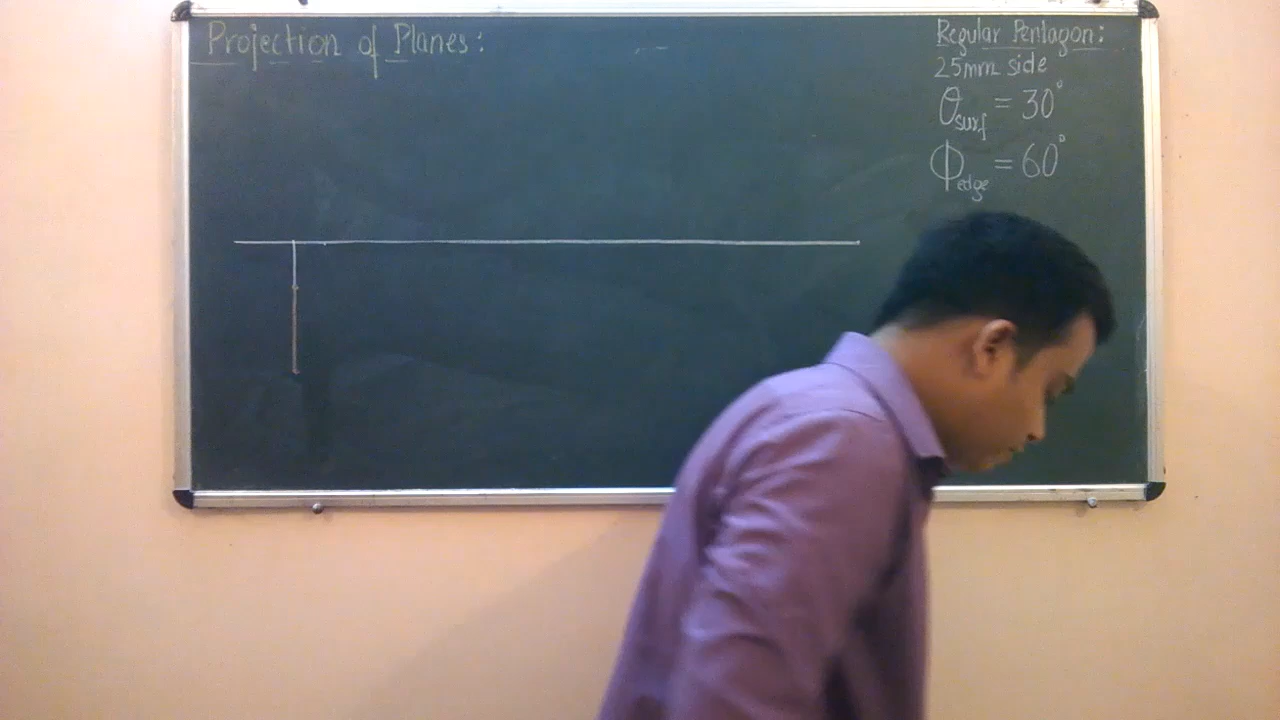 Projection of Planes:
Regular Pentagon:
25mm side
θsurf = 30°
Φedge = 60°